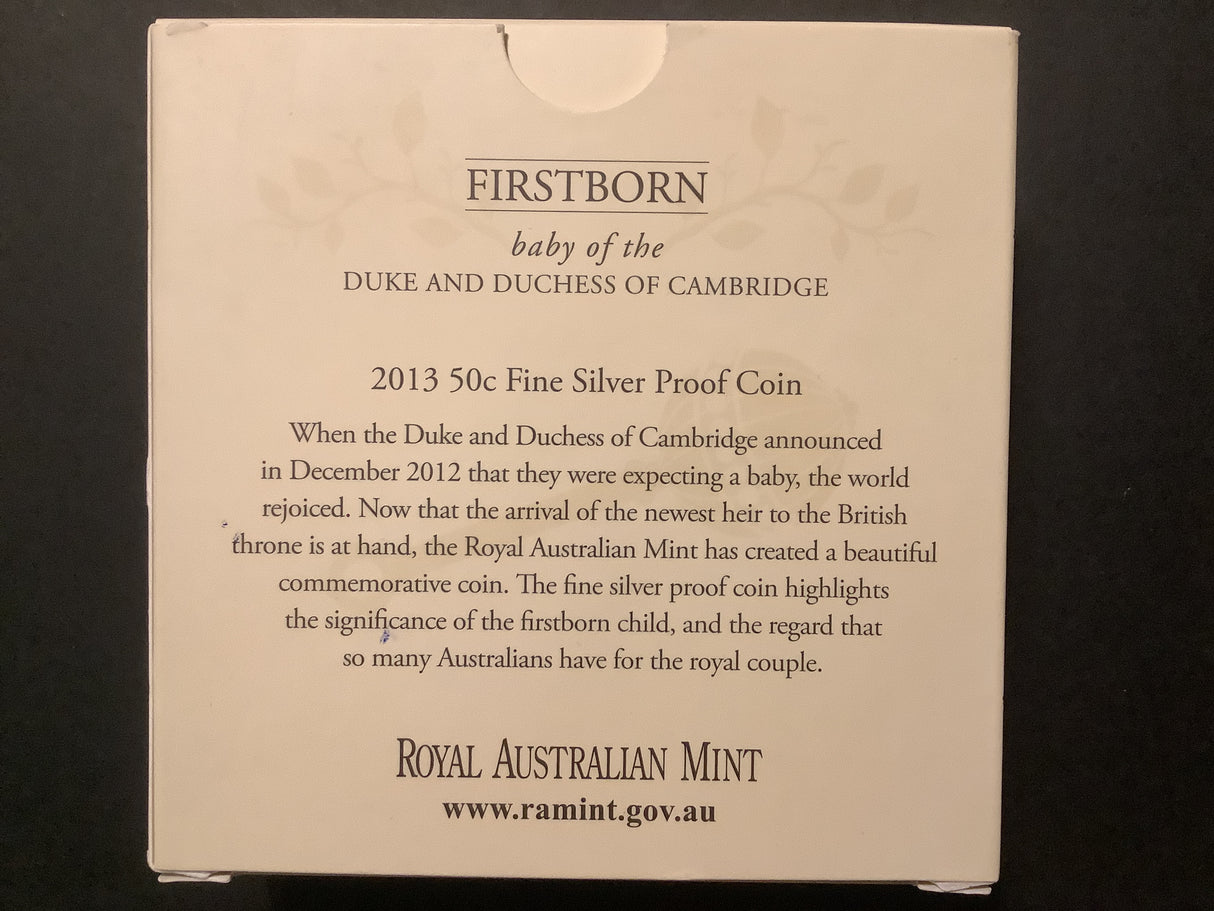 FIRSTBORN
baby of the
DUKE AND DUCHESS OF CAMBRIDGE
2013 50c Fine Silver Proof Coin
When the Duke and Duchess of Cambridge announced
in December 2012 that they were expecting a baby, the world
rejoiced. Now that the arrival of the newest heir to the British
throne is at hand, the Royal Australian Mint has created a beautiful
commemorative coin. The fine silver proof coin highlights
the significance of the firstborn child, and the regard that
so many Australians have for the royal couple.
ROYAL AUSTRALIAN MINT
www.ramint.gov.au